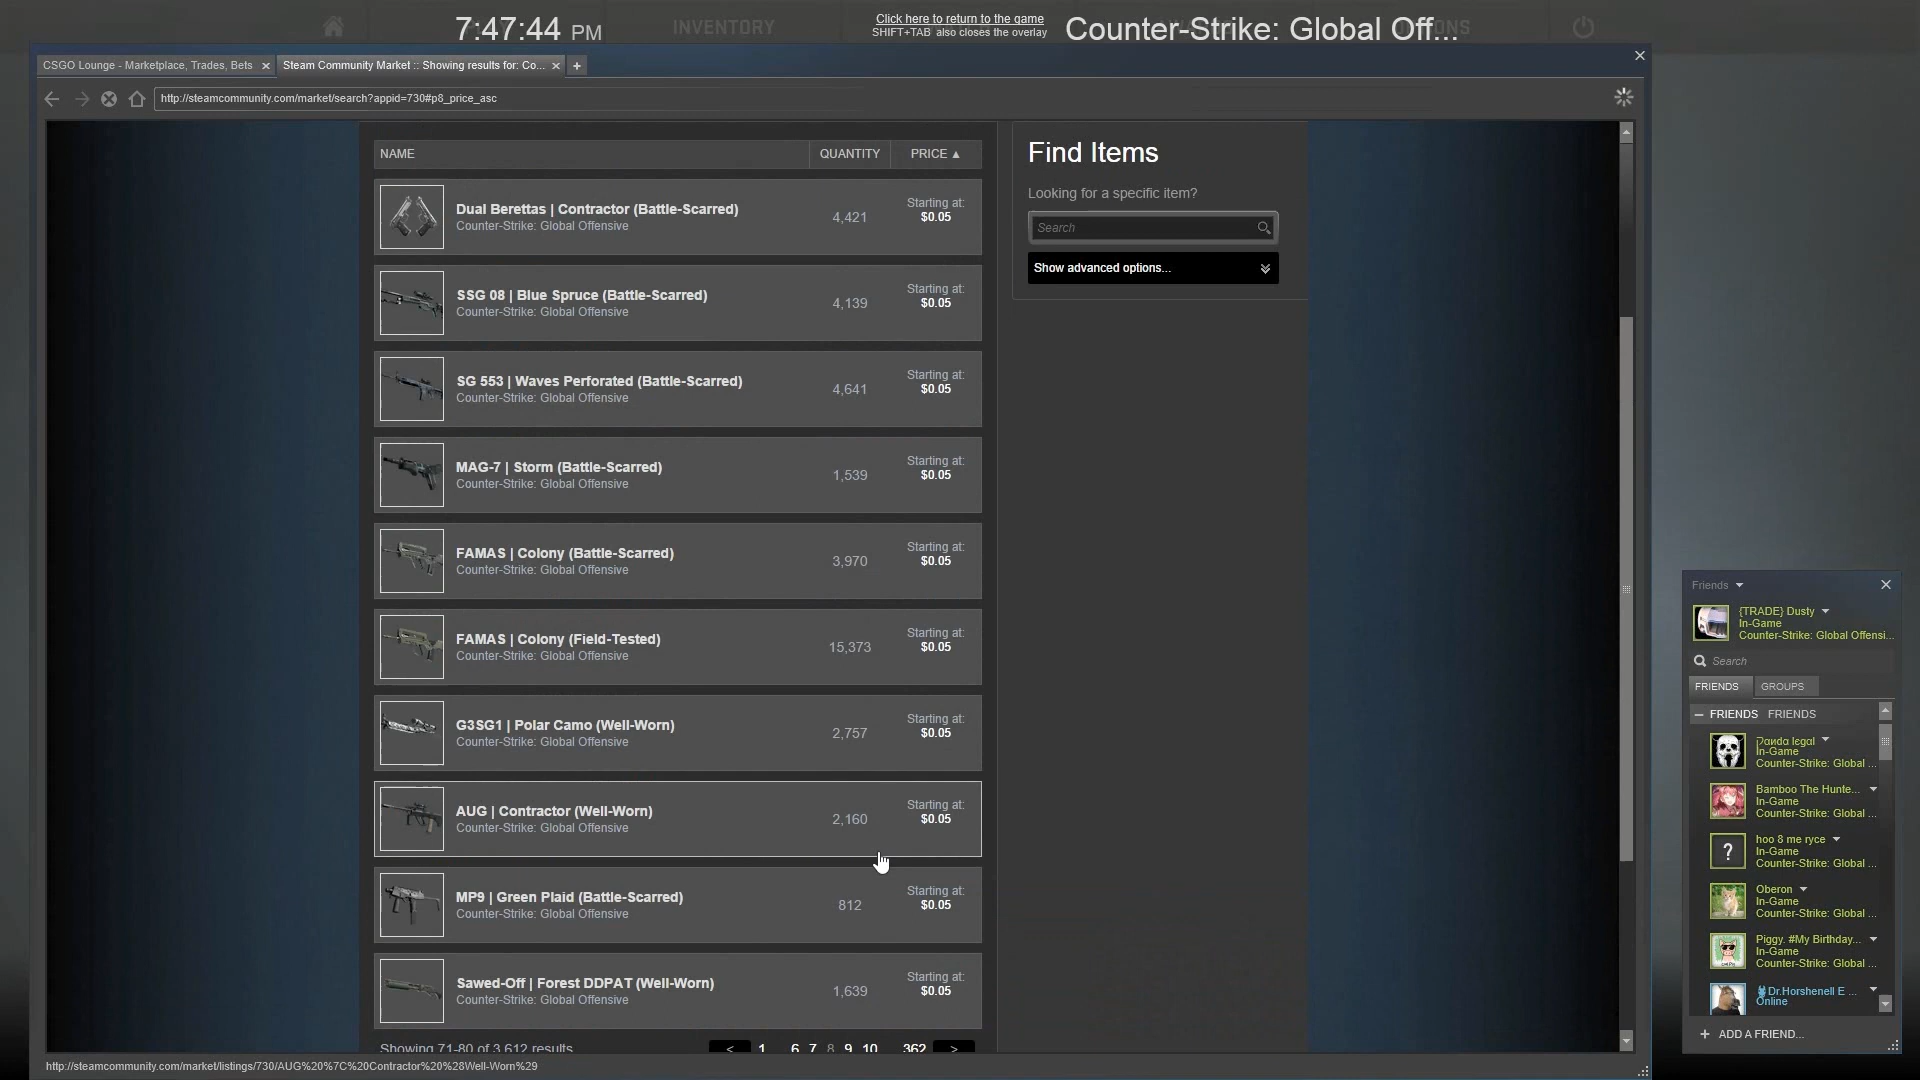 7:47:44 PM
INVENTORY
Click here to return to the game
SHIFT+TAB also closes the overlay
Counter-Strike: Global Off...
CSGO Lounge - Marketplace, Trades, Bets
Steam Community Market :: Showing results for: Co...
http://steamcommunity.com/market/search?appid=730#p8_price_asc
NAME QUANTITY PRICE ▲
Dual Berettas | Contractor (Battle-Scarred)
Counter-Strike: Global Offensive
4,421
Starting at:
$0.05
SSG 08 | Blue Spruce (Battle-Scarred)
Counter-Strike: Global Offensive
4,139
Starting at:
$0.05
SG 553 | Waves Perforated (Battle-Scarred)
Counter-Strike: Global Offensive
4,641
Starting at:
$0.05
MAG-7 | Storm (Battle-Scarred)
Counter-Strike: Global Offensive
1,539
Starting at:
$0.05
FAMAS | Colony (Battle-Scarred)
Counter-Strike: Global Offensive
3,970
Starting at:
$0.05
FAMAS | Colony (Field-Tested)
Counter-Strike: Global Offensive
15,373
Starting at:
$0.05
G3SG1 | Polar Camo (Well-Worn)
Counter-Strike: Global Offensive
2,757
Starting at:
$0.05
AUG | Contractor (Well-Worn)
Counter-Strike: Global Offensive
2,160
Starting at:
$0.05
MP9 | Green Plaid (Battle-Scarred)
Counter-Strike: Global Offensive
812
Starting at:
$0.05
Sawed-Off | Forest DDPAT (Well-Worn)
Counter-Strike: Global Offensive
1,639
Starting at:
$0.05
Showing 71-80 of 3,612 results
< 1 6 7 8 9 10 362 >
Find Items
Looking for a specific item?
Search
Show advanced options...
Friends
{TRADE} Dusty
In-Game
Counter-Strike: Global Offensi...
Search
FRIENDS GROUPS
FRIENDS FRIENDS
In-Game
Counter-Strike: Global ...
Bamboo The Hunte...
In-Game
Counter-Strike: Global ...
hoo 8 me ryce
In-Game
Counter-Strike: Global ...
Oberon
In-Game
Counter-Strike: Global ...
Piggy. #My Birthday...
In-Game
Counter-Strike: Global ...
Dr.Horshenell E ...
Online
+ ADD A FRIEND...
http://steamcommunity.com/market/listings/730/AUG%20%7C%20Contractor%20%28Well-Worn%29